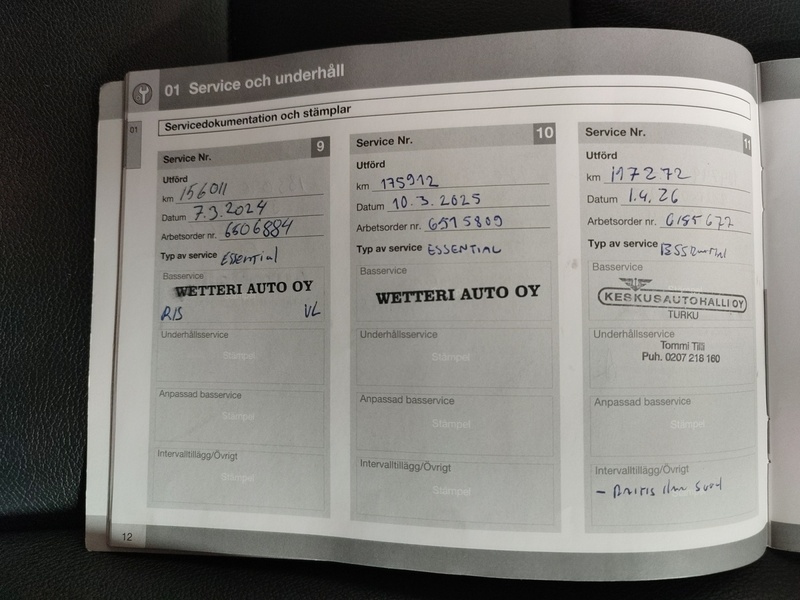 01 Service och underhåll
01
Servicedokumentation och stämplar
Service Nr. 9
Utförd
km 156011
Datum 7.3.2024
Arbetsorder nr. 6506884
Typ av service Essential
Basservice
WETTERI AUTO OY
RIS VL
Underhållsservice
Stämpel
Anpassad basservice
Stämpel
Intervalltillägg/Övrigt
Stämpel
12
Service Nr. 10
Utförd
km 175912
Datum 10.3.2025
Arbetsorder nr. 6515809
Typ av service ESSENTIAL
Basservice
WETTERI AUTO OY
Underhållsservice
Stämpel
Anpassad basservice
Stämpel
Intervalltillägg/Övrigt
Stämpel
Service Nr. 11
Utförd
km 117272
Datum 1.4.26
Arbetsorder nr.
Typ av service
Basservice
KESKUSAUTOHALLI OY
TURKU
Underhållsservice
Tommi Tilä
Puh. 0207 218 160
Anpassad basservice
Stämpel
Intervalltillägg/Övrigt